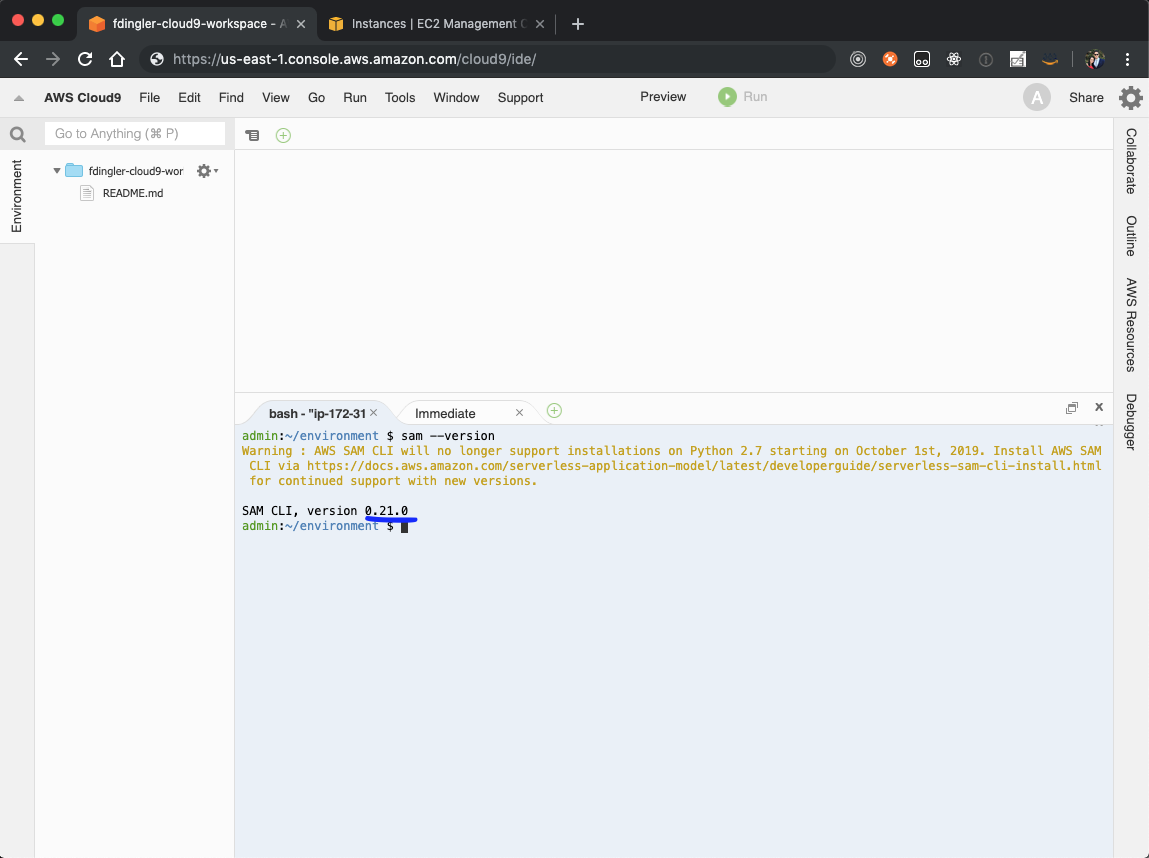 fdingler-cloud9-workspace - A
Instances | EC2 Management C
https://us-east-1.console.aws.amazon.com/cloud9/ide/
AWS Cloud9 File Edit Find View Go Run Tools Window Support Preview Run A Share
Go to Anything (⌘ P)
Environment
fdingler-cloud9-wor
README.md
Collaborate
Outline
AWS Resources
Debugger
bash - "ip-172-31
Immediate
admin:~/environment $ sam --version
Warning : AWS SAM CLI will no longer support installations on Python 2.7 starting on October 1st, 2019. Install AWS SAM
CLI via https://docs.aws.amazon.com/serverless-application-model/latest/developerguide/serverless-sam-cli-install.html
for continued support with new versions.
SAM CLI, version 0.21.0
admin:~/environment $